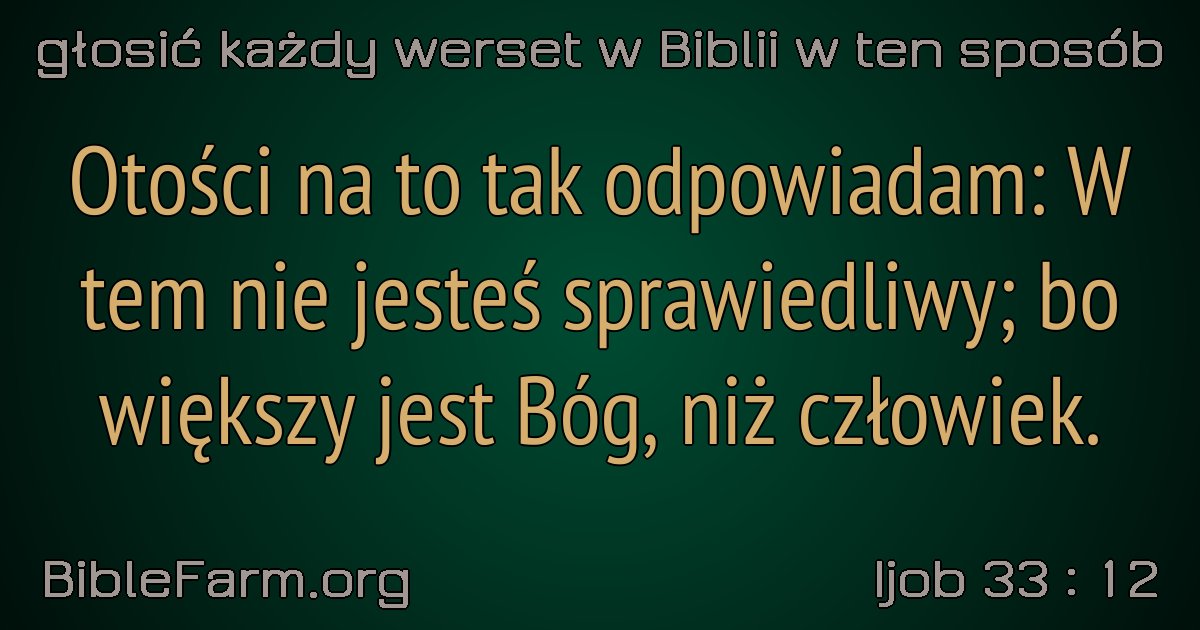 głosić każdy werset w Biblii w ten sposób
Otości na to tak odpowiadam: W
tem nie jesteś sprawiedliwy; bo
większy jest Bóg, niż człowiek.
BibleFarm.org
Ijob 33 : 12